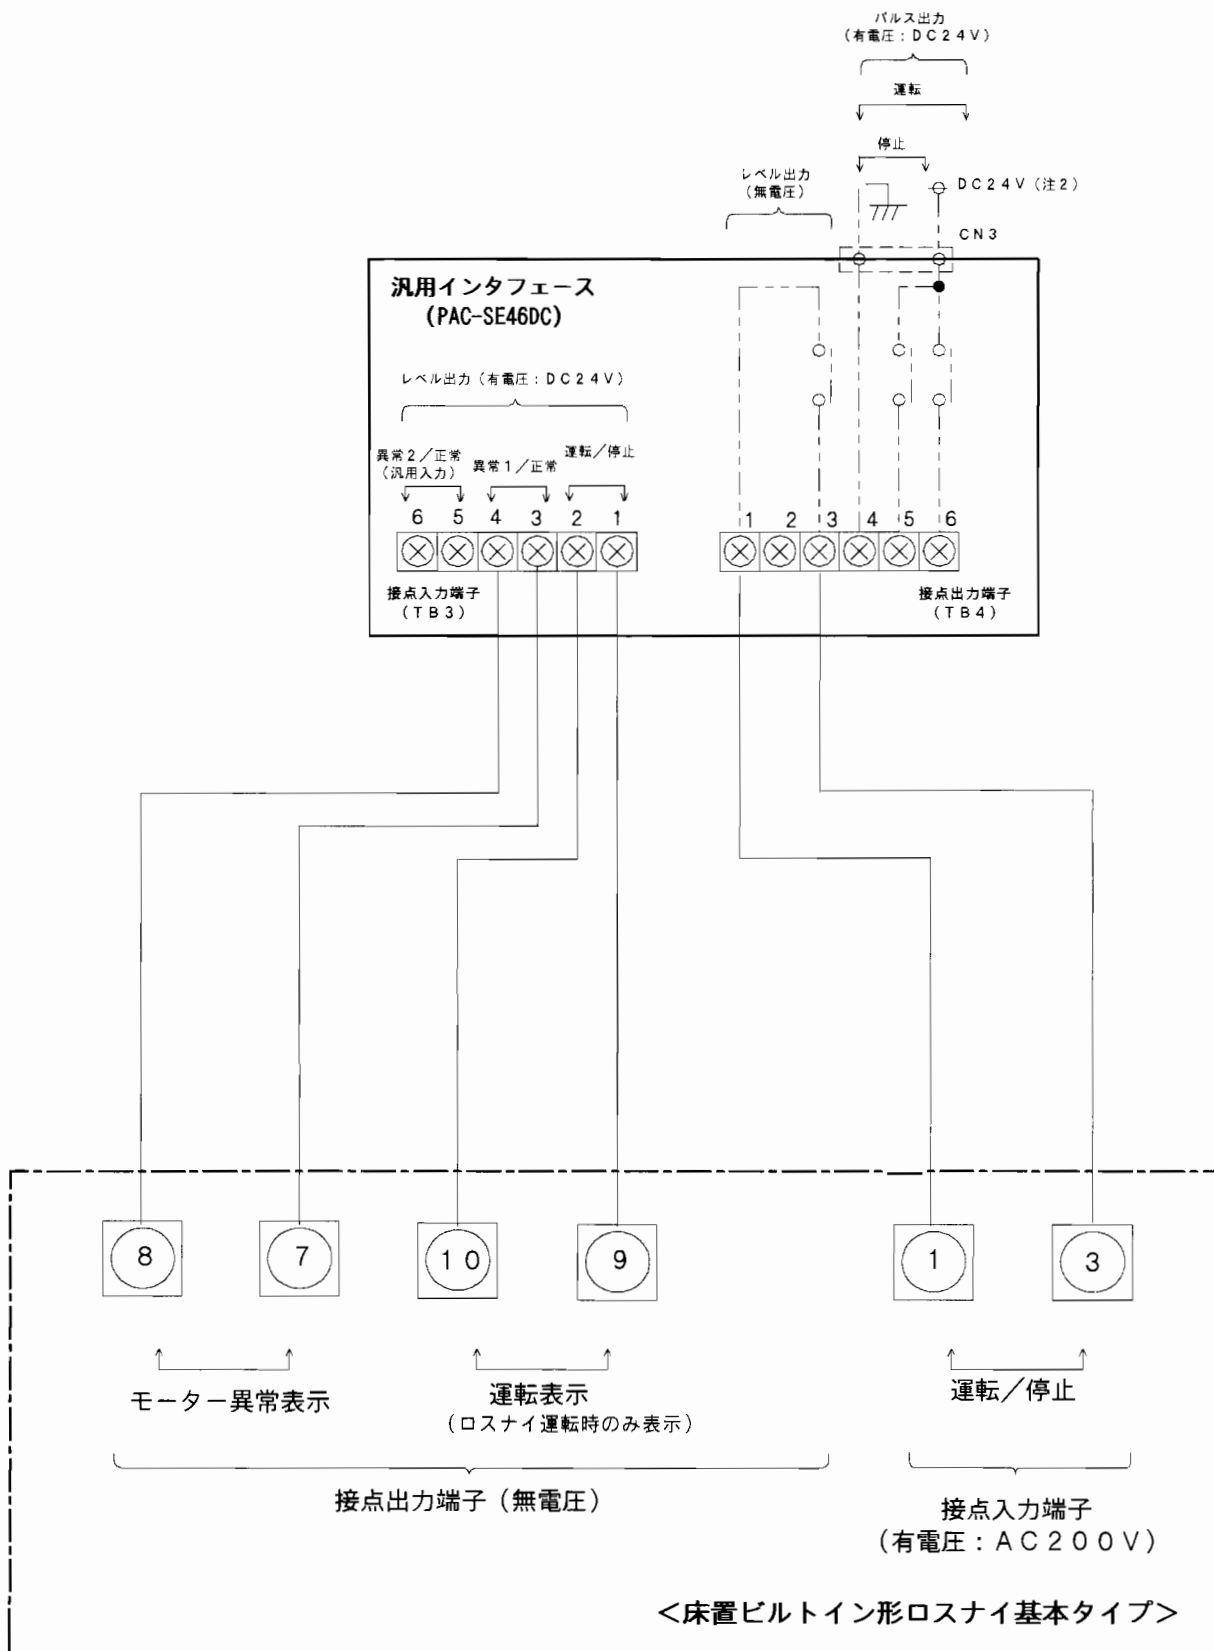 パルス出力
(有電圧:DC24V)
運転
停止
レベル出力
(無電圧)
DC24V(注2)
CN3
汎用インタフェース
(PAC-SE46DC)
レベル出力(有電圧:DC24V)
異常2/正常
(汎用入力)
異常1/正常
運転/停止
6 5 4 3 2 1
1 2 3 4 5 6
接点入力端子
(TB3)
接点出力端子
(TB4)
8 7 10 9 1 3
モーター異常表示
運転表示
(ロスナイ運転時のみ表示)
運転/停止
接点出力端子(無電圧)
接点入力端子
(有電圧:AC200V)
<床置ビルトイン形ロスナイ基本タイプ>